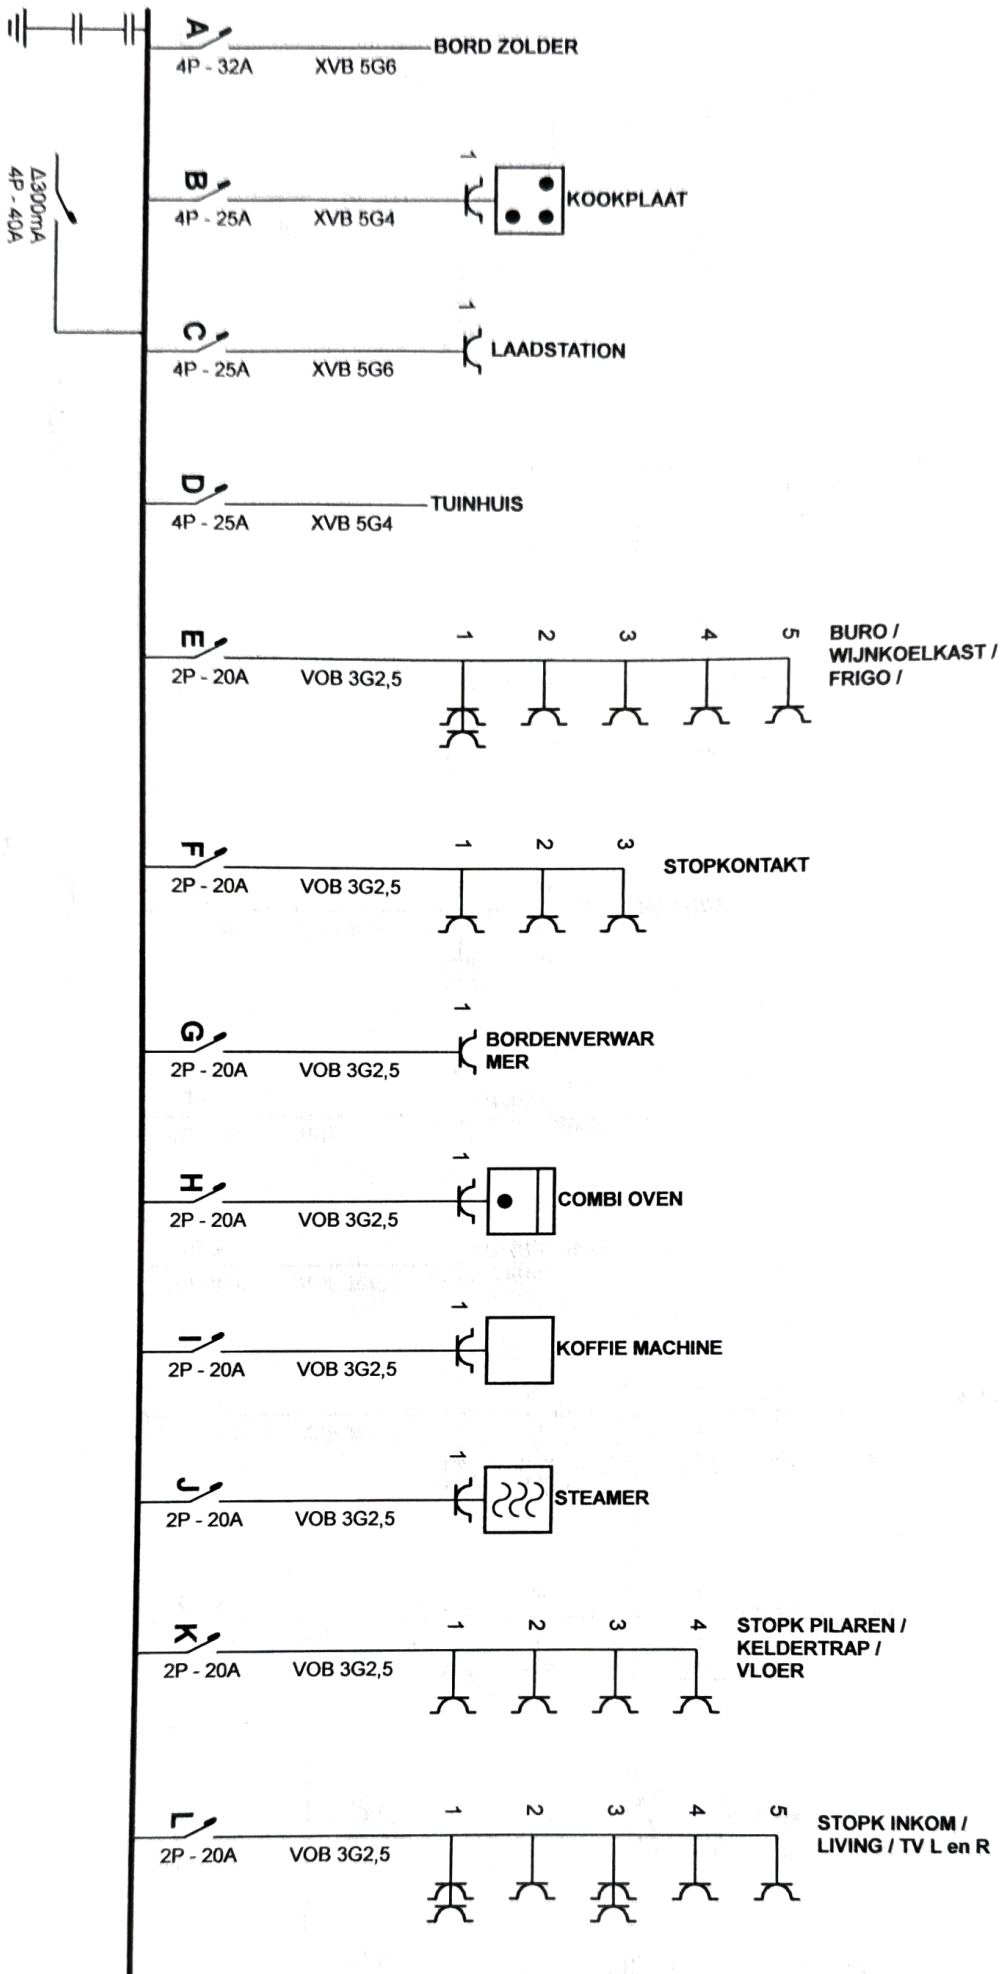 A
BORD ZOLDER
4P - 32A
XVB 5G6
Δ300mA
4P - 40A
B
1
KOOKPLAAT
4P - 25A
XVB 5G4
C
1
LAADSTATION
4P - 25A
XVB 5G6
D
TUINHUIS
4P - 25A
XVB 5G4
E
1 2 3 4 5
BURO /
WIJNKOELKAST /
FRIGO /
2P - 20A
VOB 3G2,5
F
1 2 3
STOPKONTAKT
2P - 20A
VOB 3G2,5
G
1
BORDENVERWAR
MER
2P - 20A
VOB 3G2,5
H
1
COMBI OVEN
2P - 20A
VOB 3G2,5
I
1
KOFFIE MACHINE
2P - 20A
VOB 3G2,5
J
1
STEAMER
2P - 20A
VOB 3G2,5
K
1 2 3 4
STOPK PILAREN /
KELDERTRAP /
VLOER
2P - 20A
VOB 3G2,5
L
1 2 3 4 5
STOPK INKOM /
LIVING / TV L en R
2P - 20A
VOB 3G2,5